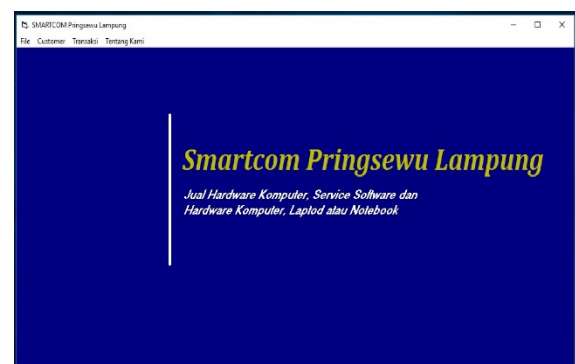 SMARTCOM Pringsewu Lampung
File Customer Transaksi Tentang Kami
Smartcom Pringsewu Lampung
Jual Hardware Komputer, Service Software dan
Hardware Komputer, Laptod atau Notebook